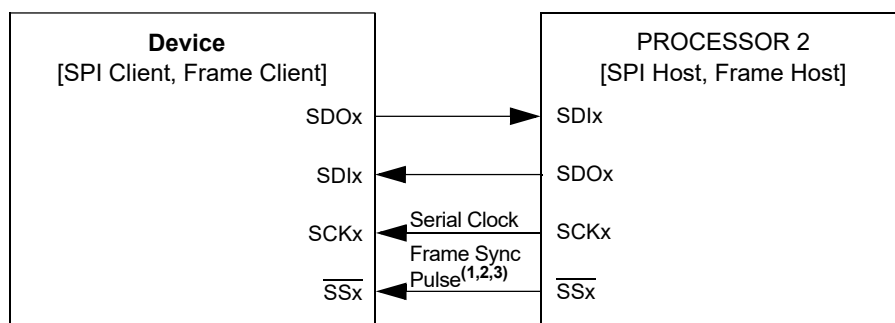 Device
[SPI Client, Frame Client]
PROCESSOR 2
[SPI Host, Frame Host]
SDOx
SDIx
SDIx
SDOx
SCKx
Serial Clock
SCKx
Frame Sync
Pulse(1,2,3)
SSx
SSx